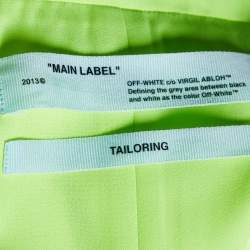 "MAIN LABEL"
2013©
OFF-WHITE c/o VIRGIL ABLOH™
Defining the grey area between black
and white as the color Off-White™
TAILORING